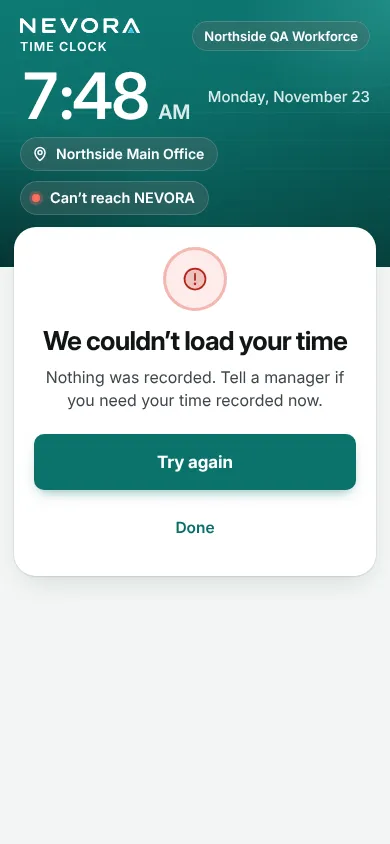 NEVORA
TIME CLOCK
Northside QA Workforce
7:48 AM
Monday, November 23
Northside Main Office
Can’t reach NEVORA
We couldn’t load your time
Nothing was recorded. Tell a manager if
you need your time recorded now.
Try again
Done